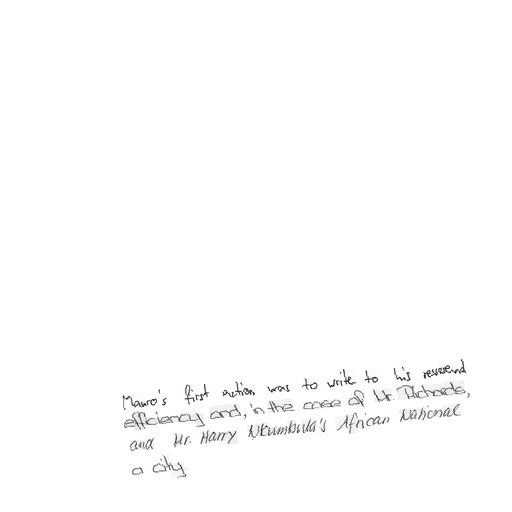 Mauro's first action was to write to his reverend
efficiency and, in the case of Mr. Richards,
and Mr. Harry Nkumbula's African National
a city